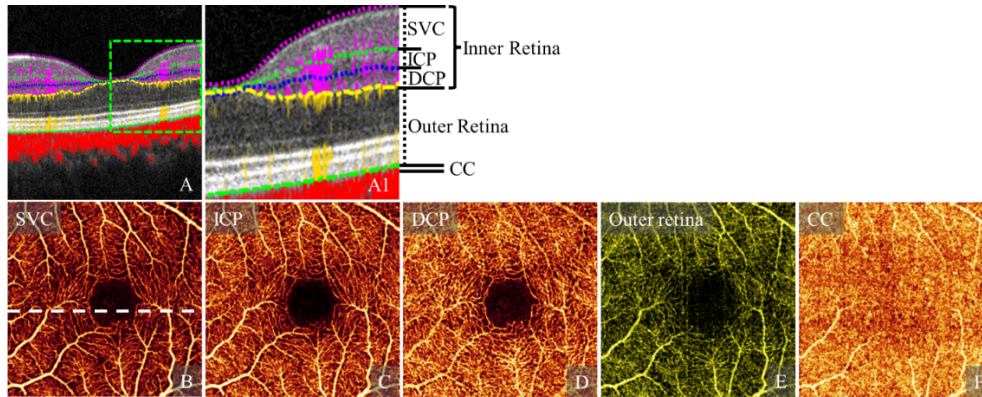 SVC
ICP
DCP
Inner Retina
Outer Retina
CC
A
A1
SVC
ICP
DCP
Outer retina
CC
B
C
D
E
F